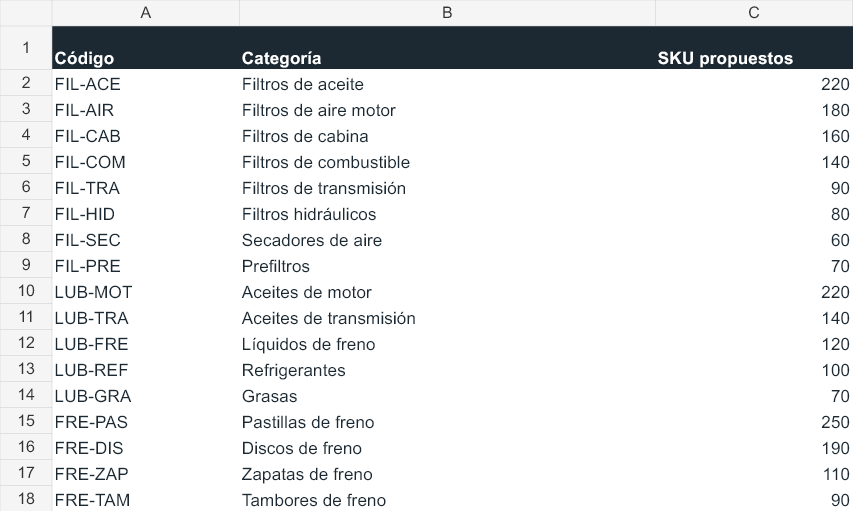 A B C
1 Código Categoría SKU propuestos
2 FIL-ACE Filtros de aceite 220
3 FIL-AIR Filtros de aire motor 180
4 FIL-CAB Filtros de cabina 160
5 FIL-COM Filtros de combustible 140
6 FIL-TRA Filtros de transmisión 90
7 FIL-HID Filtros hidráulicos 80
8 FIL-SEC Secadores de aire 60
9 FIL-PRE Prefiltros 70
10 LUB-MOT Aceites de motor 220
11 LUB-TRA Aceites de transmisión 140
12 LUB-FRE Líquidos de freno 120
13 LUB-REF Refrigerantes 100
14 LUB-GRA Grasas 70
15 FRE-PAS Pastillas de freno 250
16 FRE-DIS Discos de freno 190
17 FRE-ZAP Zapatas de freno 110
18 FRE-TAM Tambores de freno 90